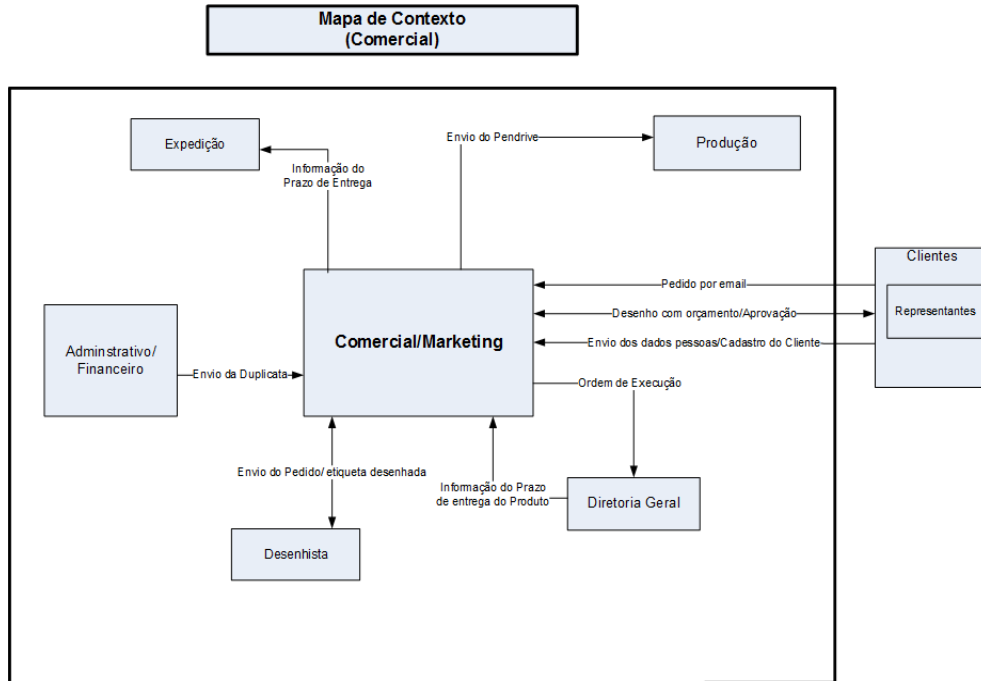 Mapa de Contexto
(Comercial)
Expedição
Envio do Pendrive
Produção
Informação do
Prazo de Entrega
Clientes
Representantes
Pedido por email
Desenho com orçamento/Aprovação
Envio dos dados pessoas/Cadastro do Cliente
Comercial/Marketing
Adminstrativo/
Financeiro
Envio da Duplicata
Ordem de Execução
Envio do Pedido/ etiqueta desenhada
Informação do Prazo
de entrega do Produto
Diretoria Geral
Desenhista